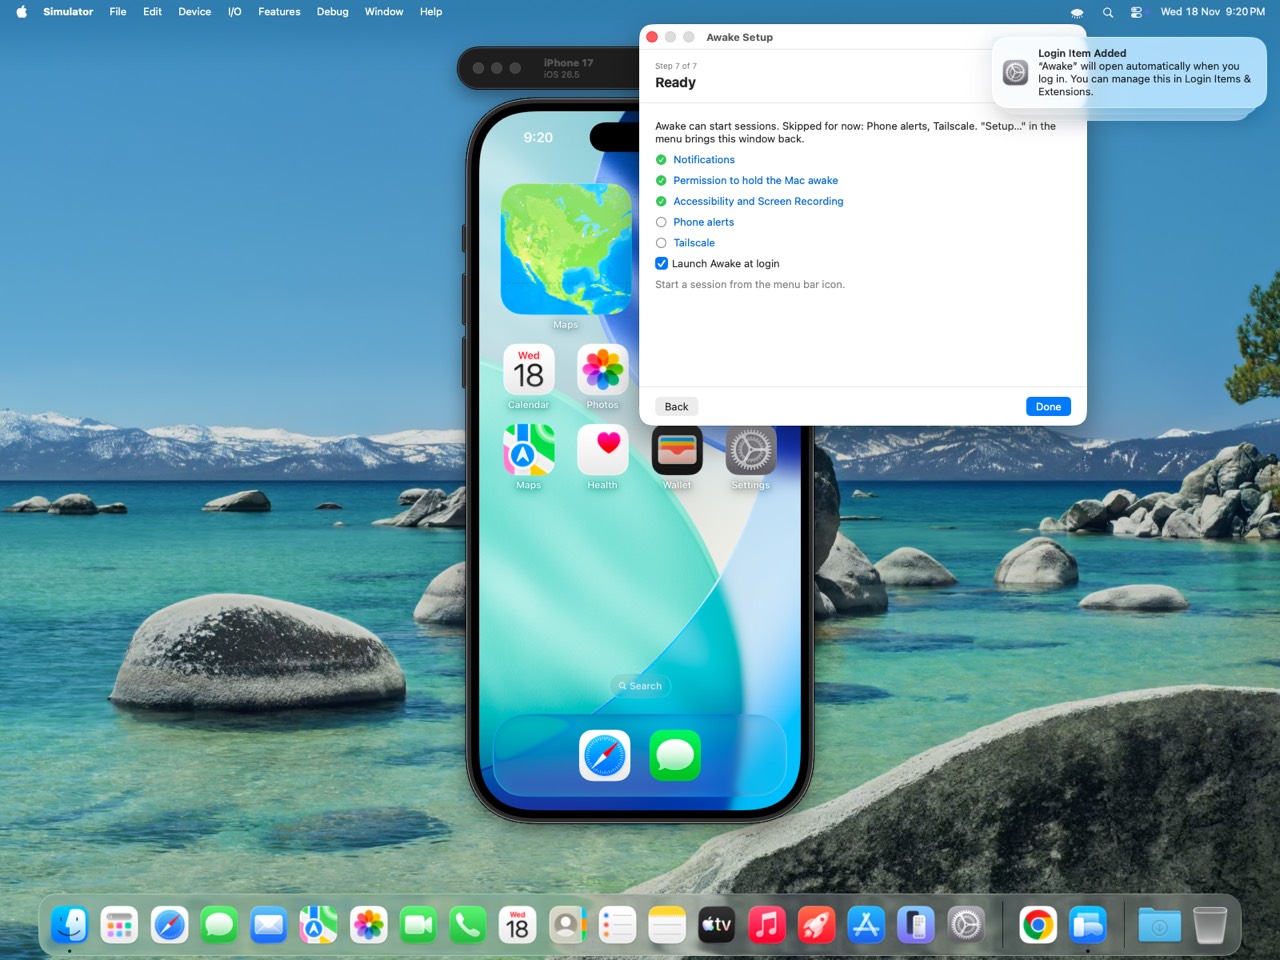 Simulator File Edit Device I/O Features Debug Window Help
Wed 18 Nov 9:20 PM
iPhone 17
iOS 26.5
Awake Setup
Step 7 of 7
Ready
Login Item Added
“Awake” will open automatically when you
log in. You can manage this in Login Items &
Extensions.
Awake can start sessions. Skipped for now: Phone alerts, Tailscale. "Setup..." in the
menu brings this window back.
Notifications
Permission to hold the Mac awake
Accessibility and Screen Recording
Phone alerts
Tailscale
Launch Awake at login
Start a session from the menu bar icon.
Back
Done
9:20
Maps
Wed
18
Calendar
Photos
Maps
Health
Wallet
Settings
Search
Wed
18
tv